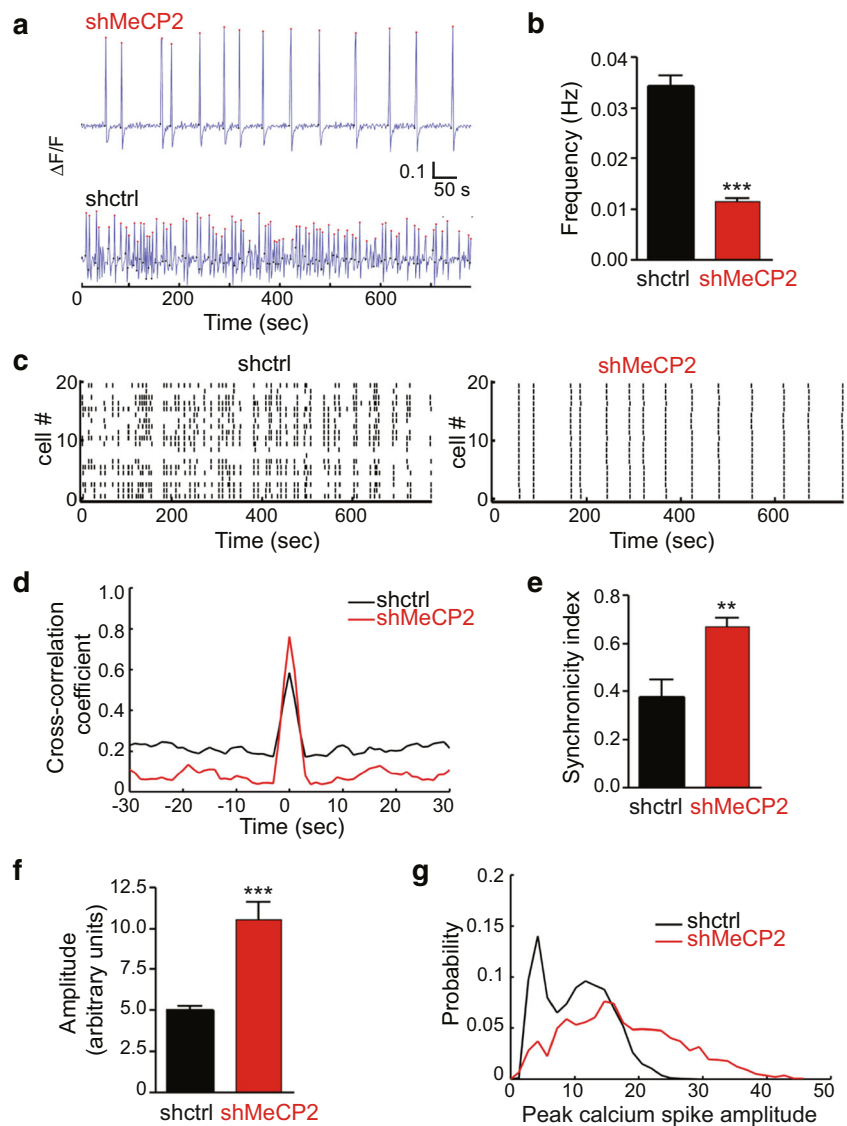 a
shMeCP2
ΔF/F
0.1
50 s
shctrl
0 200 400 600
Time (sec)
b
Frequency (Hz)
0.04
0.03
0.02
0.01
0.00
***
shctrl shMeCP2
c
shctrl
cell #
20
10
0
0 200 400 600
Time (sec)
shMeCP2
cell #
20
10
0
0 200 400 600
Time (sec)
d
Cross-correlation
coefficient
1.0
0.8
0.6
0.4
0.2
0
shctrl
shMeCP2
-30 -20 -10 0 10 20 30
Time (sec)
e
Synchronicity index
0.8
0.6
0.4
0.2
0.0
**
shctrl shMeCP2
f
Amplitude
(arbitrary units)
12.5
10.0
7.5
5.0
2.5
0
***
shctrl shMeCP2
g
Probability
0.2
0.15
0.1
0.05
0
shctrl
shMeCP2
0 10 20 30 40 50
Peak calcium spike amplitude